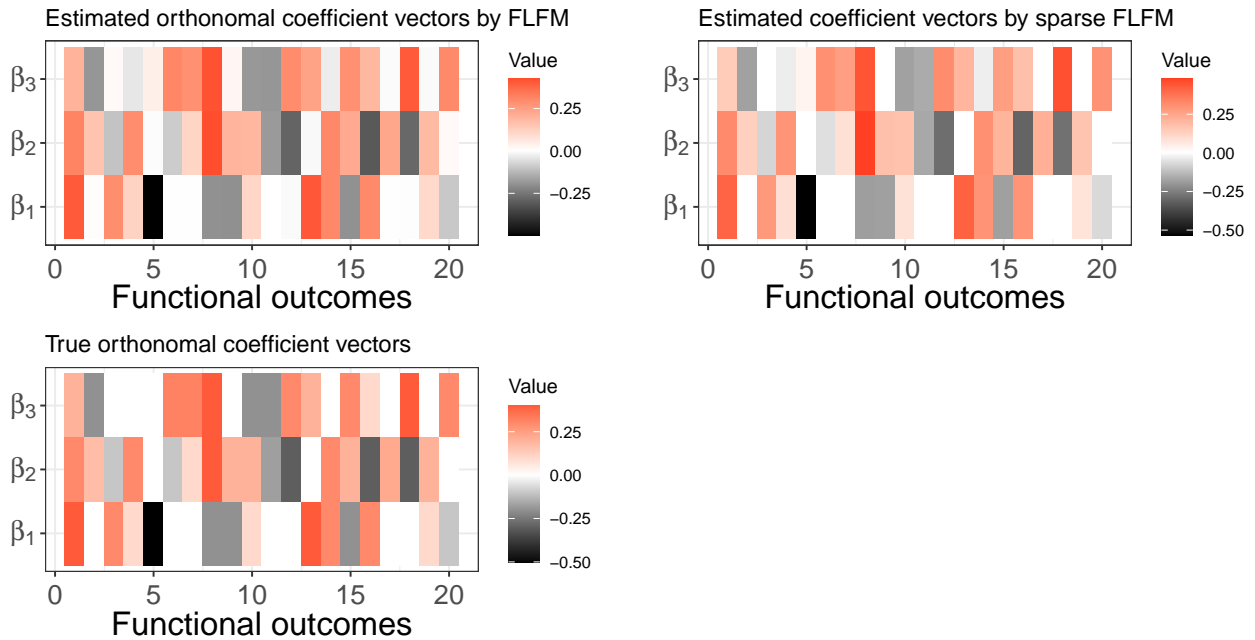 Estimated orthonomal coefficient vectors by FLFM
Value
β3
β2
β1
0.25
0.00
−0.25
0 5 10 15 20
Functional outcomes
Estimated coefficient vectors by sparse FLFM
Value
β3
β2
β1
0.25
0.00
−0.25
−0.50
0 5 10 15 20
Functional outcomes
True orthonomal coefficient vectors
Value
β3
β2
β1
0.25
0.00
−0.25
−0.50
0 5 10 15 20
Functional outcomes